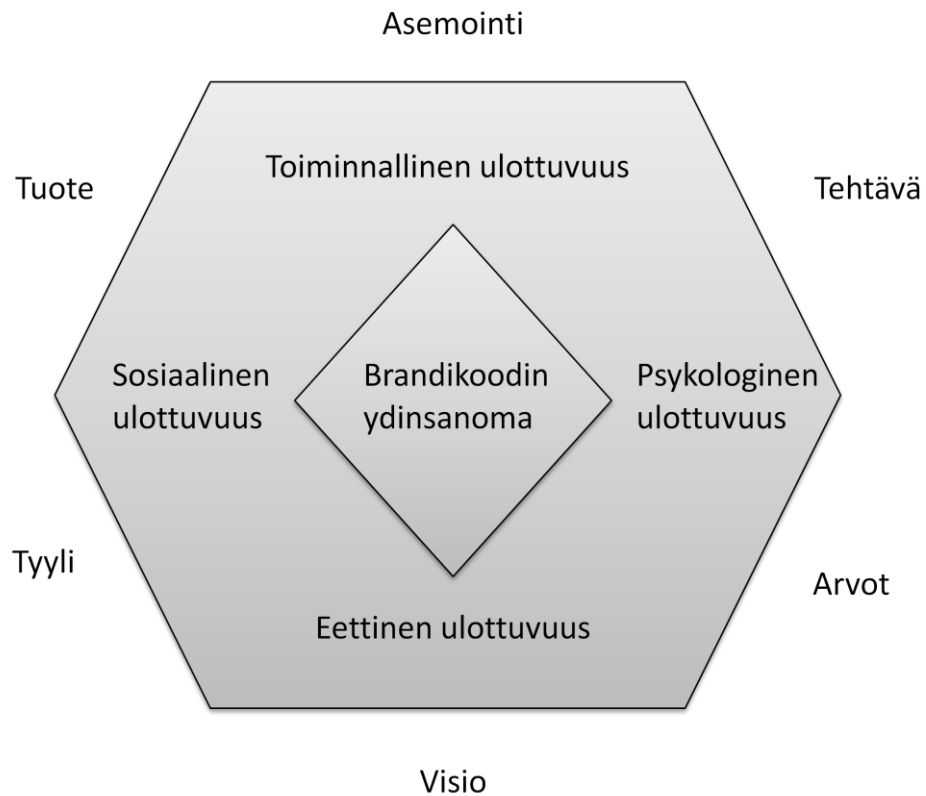 Asemointi
Toiminnallinen ulottuvuus
Tuote
Tehtävä
Sosiaalinen
ulottuvuus
Brandikoodin
ydinsanoma
Psykologinen
ulottuvuus
Tyyli
Arvot
Eettinen ulottuvuus
Visio